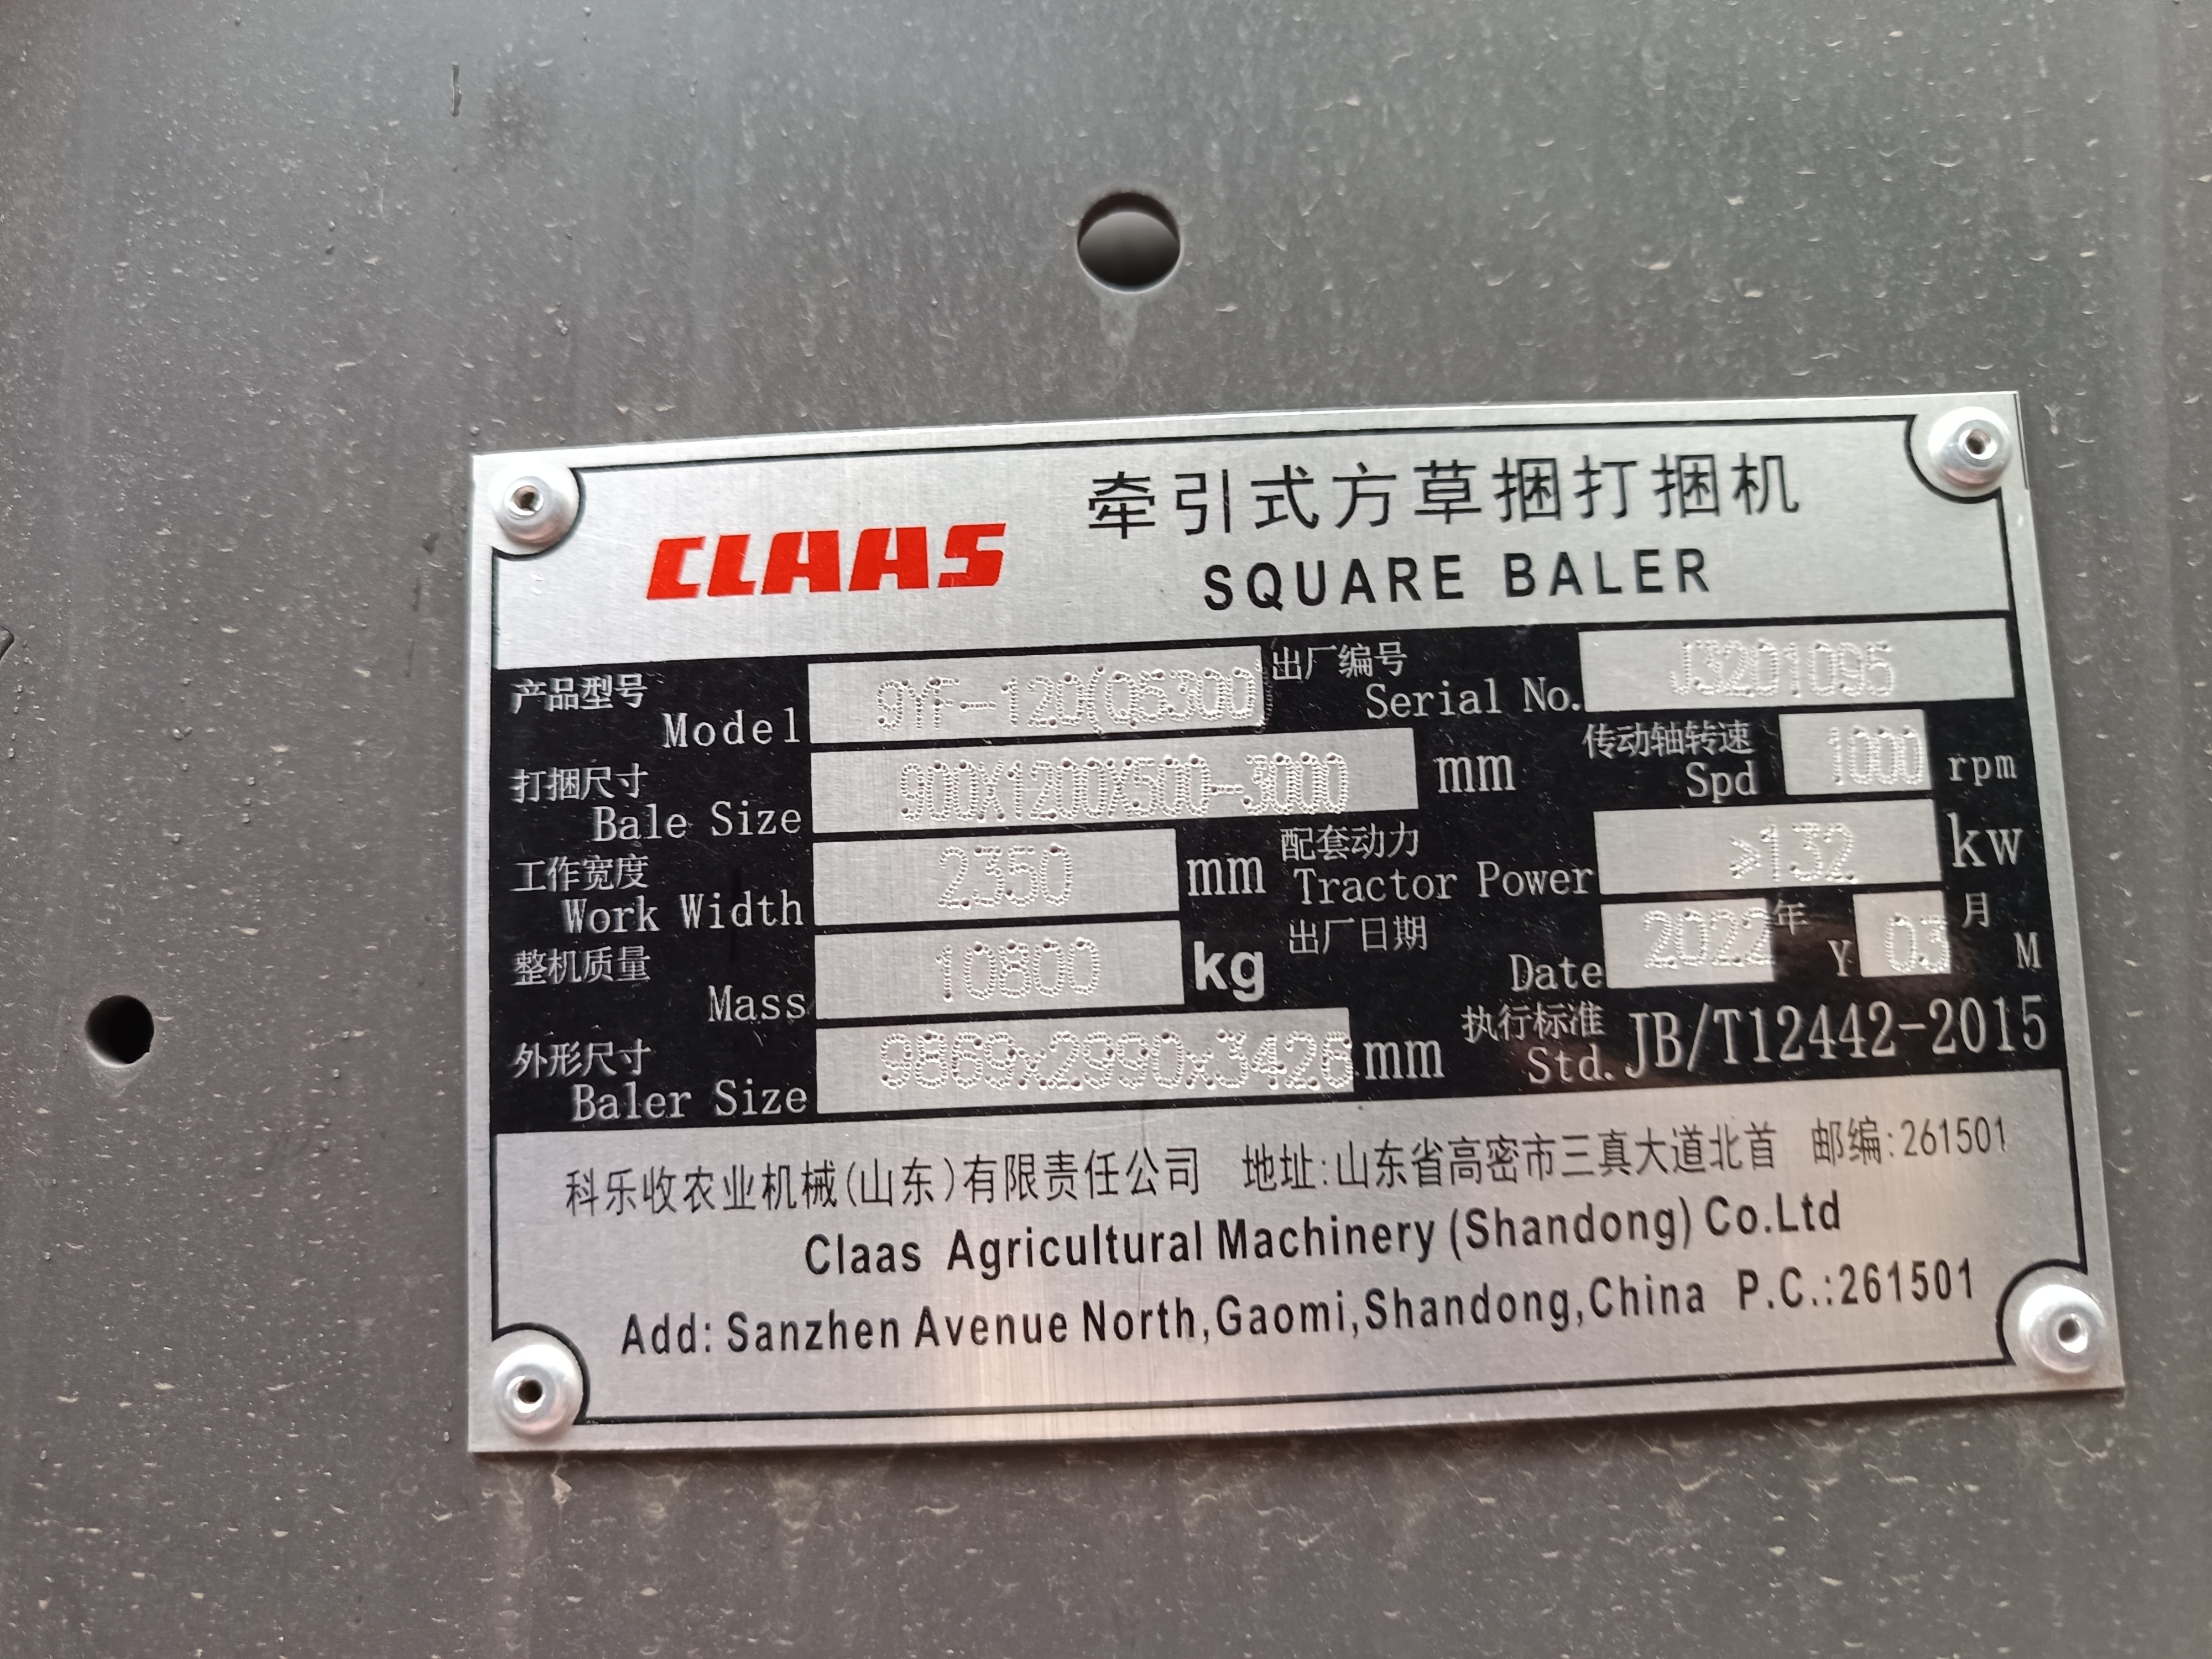 CLAAS 牵引式方草捆打捆机
SQUARE BALER
产品型号 Model 9YF-120(Q5300) 出厂编号 Serial No. J3201095
打捆尺寸 Bale Size 900X1200X500-3000 mm 传动轴转速 Spd 1000 rpm
工作宽度 Work Width 2350 mm 配套动力 Tractor Power ≥132 kw
整机质量 Mass 10800 kg 出厂日期 Date 2022 年 Y 03 月 M
外形尺寸 Baler Size 9869x2990x3426 mm 执行标准 Std. JB/T12442-2015
科乐收农业机械(山东)有限责任公司 地址:山东省高密市三真大道北首 邮编:261501
Claas Agricultural Machinery (Shandong) Co.Ltd
Add: Sanzhen Avenue North,Gaomi,Shandong,China P.C.:261501